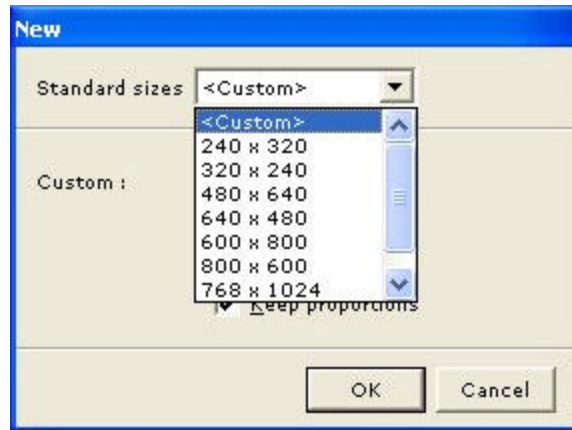 New
Standard sizes <Custom>
<Custom>
240 x 320
320 x 240
480 x 640
Custom :
640 x 480
600 x 800
800 x 600
768 x 1024
Keep proportions
OK Cancel